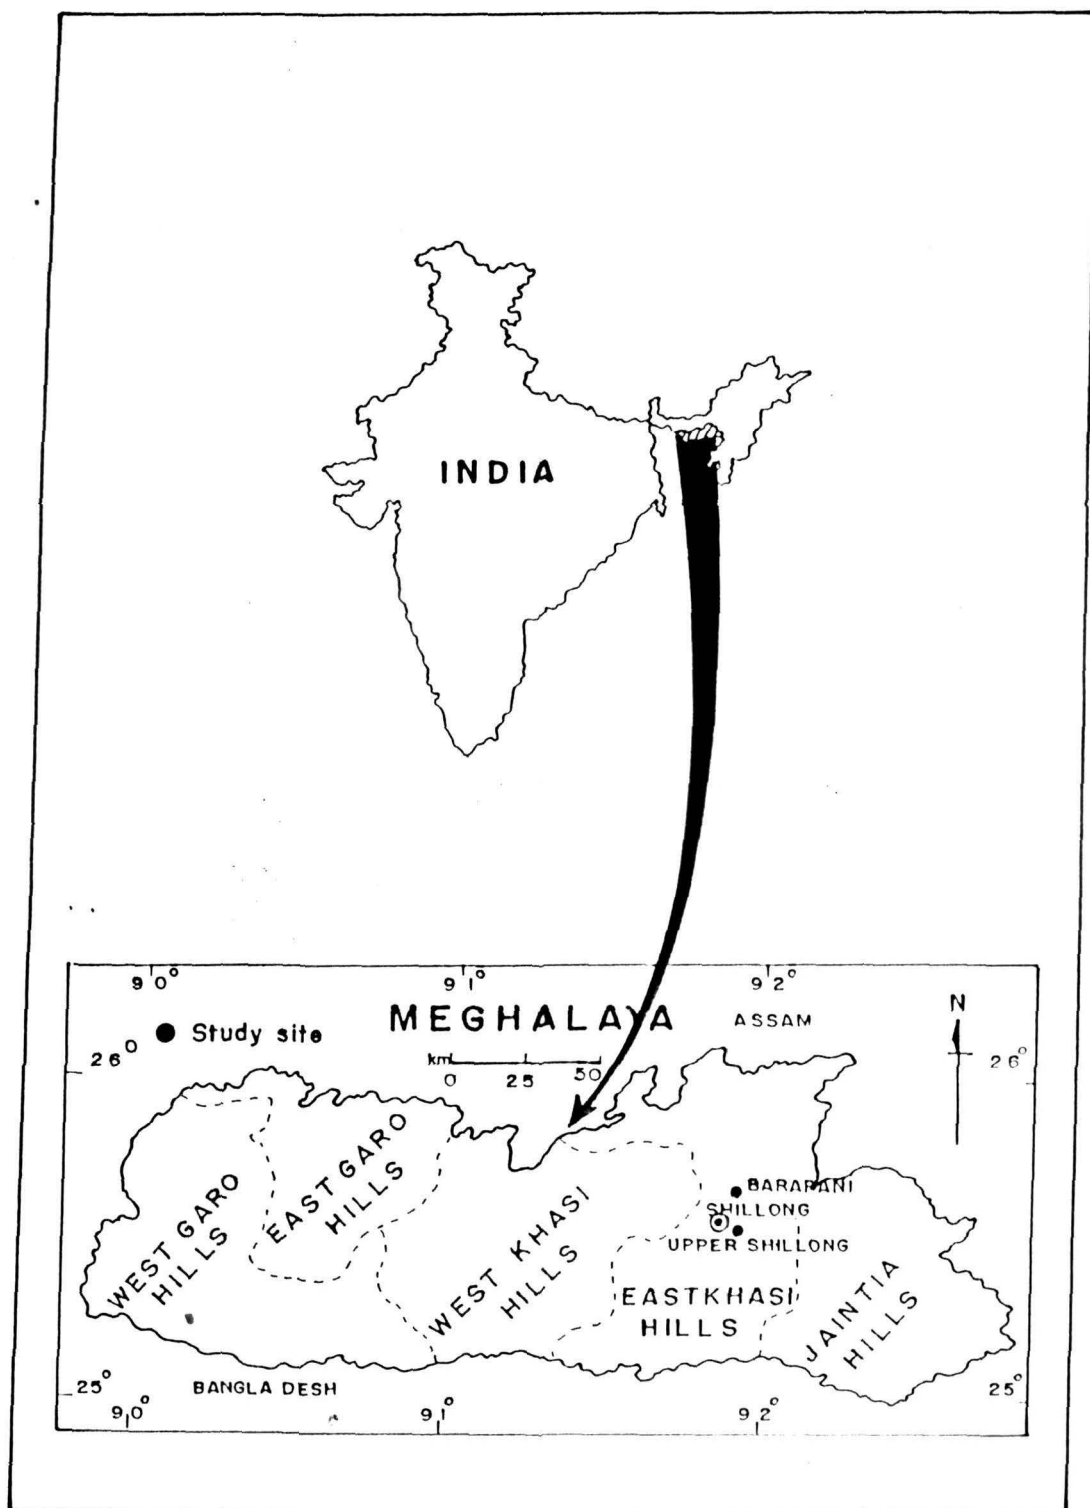 INDIA
90° 91° 92°
MEGHALAYA
ASSAM
N
Study site
km
0 25 50
26° 26°
WEST GARO
HILLS
EAST GARO
HILLS
WEST KHASI
HILLS
BARAPANI
SHILLONG
UPPER SHILLONG
EASTKHASI
HILLS
JAINTIA
HILLS
25° 25°
BANGLA DESH
90° 91° 92°